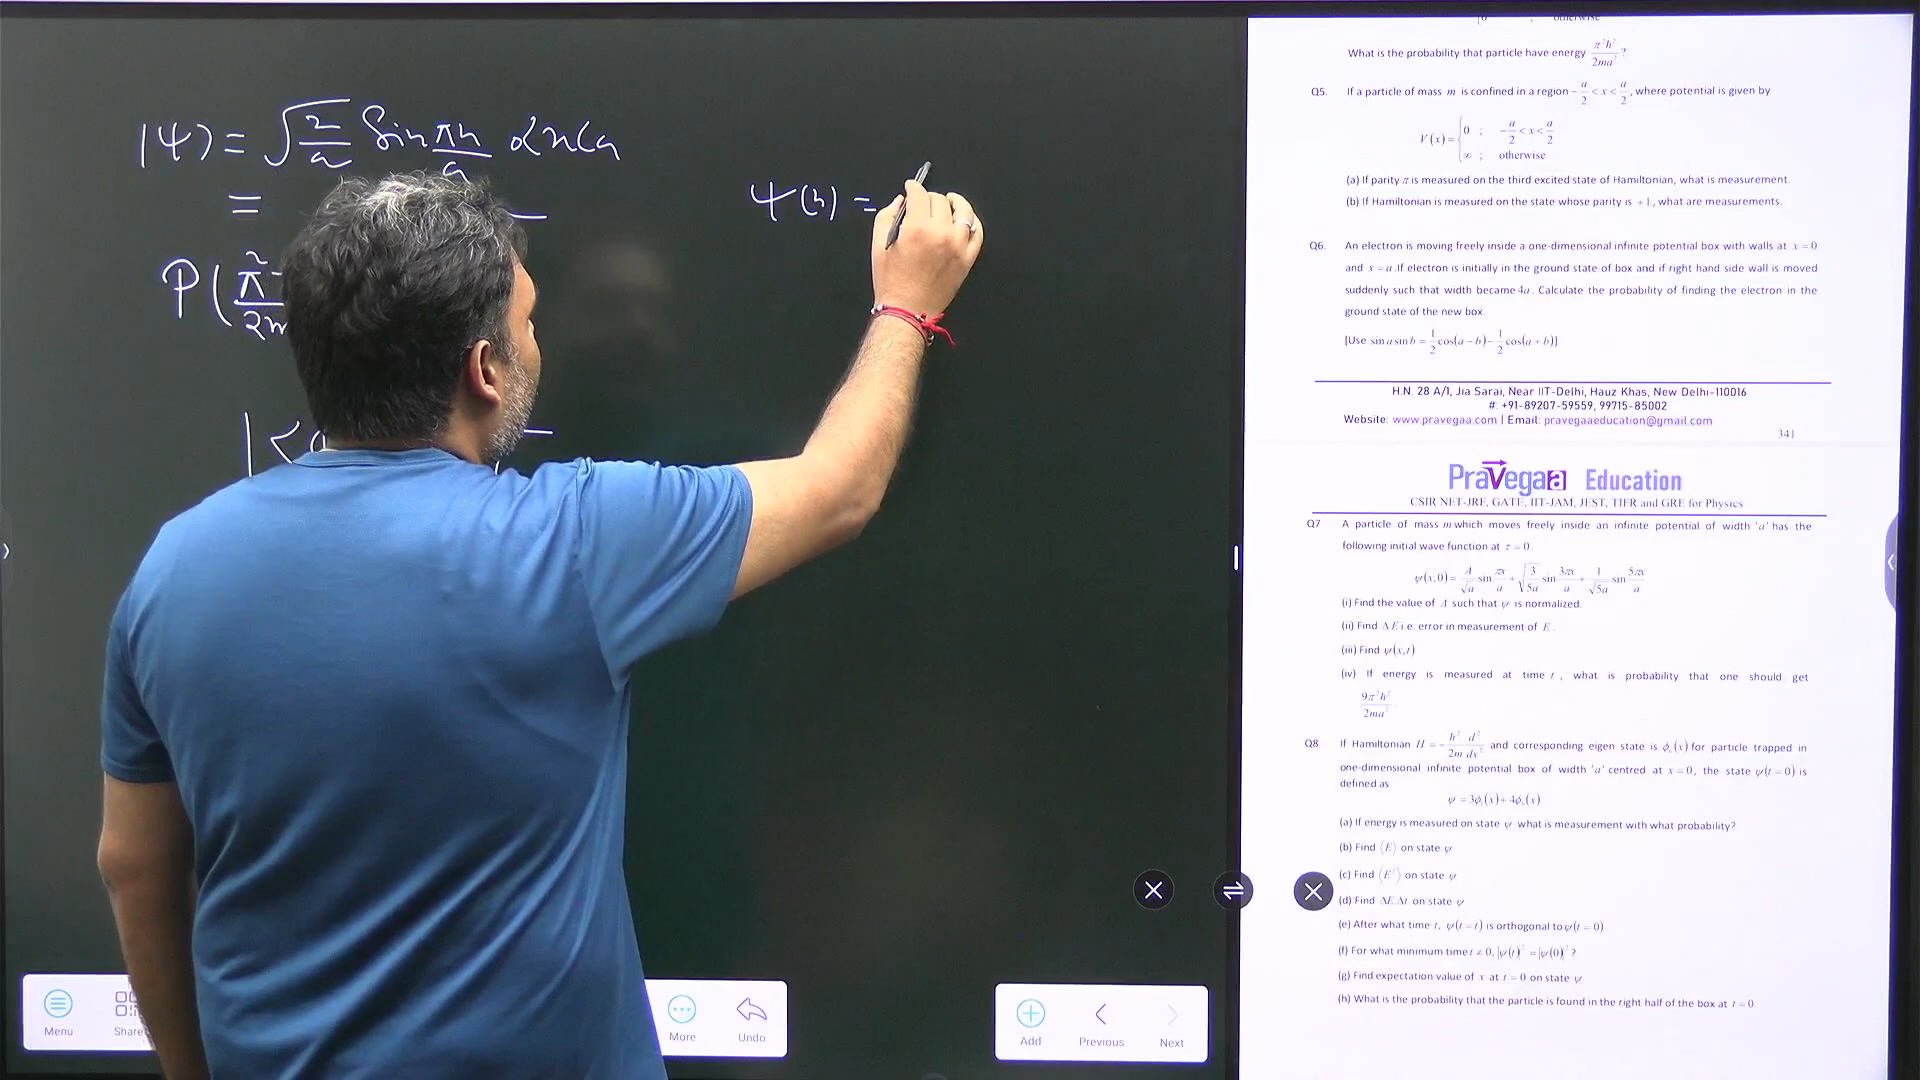 |ψ⟩ = √(2/a) Sin πx/a 0<x<a
=
P(π²
2m
|<
ψ(x) =
0 ; otherwise
What is the probability that particle have energy π²ħ²/2ma² ?
Q5. If a particle of mass m is confined in a region -a/2 < x < a/2, where potential is given by
V(x) = { 0 ; -a/2 < x < a/2
∞ ; otherwise
(a) If parity π is measured on the third excited state of Hamiltonian, what is measurement.
(b) If Hamiltonian is measured on the state whose parity is +1, what are measurements.
Q6. An electron is moving freely inside a one-dimensional infinite potential box with walls at x = 0
and x = a .If electron is initially in the ground state of box and if right hand side wall is moved
suddenly such that width became 4a. Calculate the probability of finding the electron in the
ground state of the new box.
[Use sin a sin b = 1/2 cos(a - b) - 1/2 cos(a + b)]
H.N. 28 A/1, Jia Sarai, Near IIT-Delhi, Hauz Khas, New Delhi-110016
#: +91-89207-59559, 99715-85002
Website: www.pravegaa.com | Email: pravegaaeducation@gmail.com
341
Pravegaa Education
CSIR NET-JRF, GATE, IIT-JAM, JEST, TIFR and GRE for Physics
Q7 A particle of mass m which moves freely inside an infinite potential of width 'a' has the
following initial wave function at t = 0.
ψ(x,0) = A/√a sin πx/a + √(3/5a) sin 3πx/a + 1/√5a sin 5πx/a
(i) Find the value of A such that ψ is normalized.
(ii) Find ΔE i.e. error in measurement of E .
(iii) Find ψ(x,t)
(iv) If energy is measured at time t , what is probability that one should get
9π²ħ²/2ma² .
Q8 If Hamiltonian H = -ħ²/2m d²/dx² and corresponding eigen state is ϕₙ(x) for particle trapped in
one-dimensional infinite potential box of width 'a' centred at x = 0, the state ψ(t = 0) is
defined as
(a) If energy is measured on state ψ what is measurement with what probability?
(b) Find ⟨E⟩ on state ψ
(c) Find ⟨E²⟩ on state ψ
(d) Find ΔE.Δt on state ψ
(e) After what time t, ψ(t = t) is orthogonal to ψ(t = 0)
(f) For what minimum time t ≠ 0, |ψ(t)|² = |ψ(0)|² ?
(g) Find expectation value of x at t = 0 on state ψ
(h) What is the probability that the particle is found in the right half of the box at t = 0
Menu Share More Undo Add Previous Next